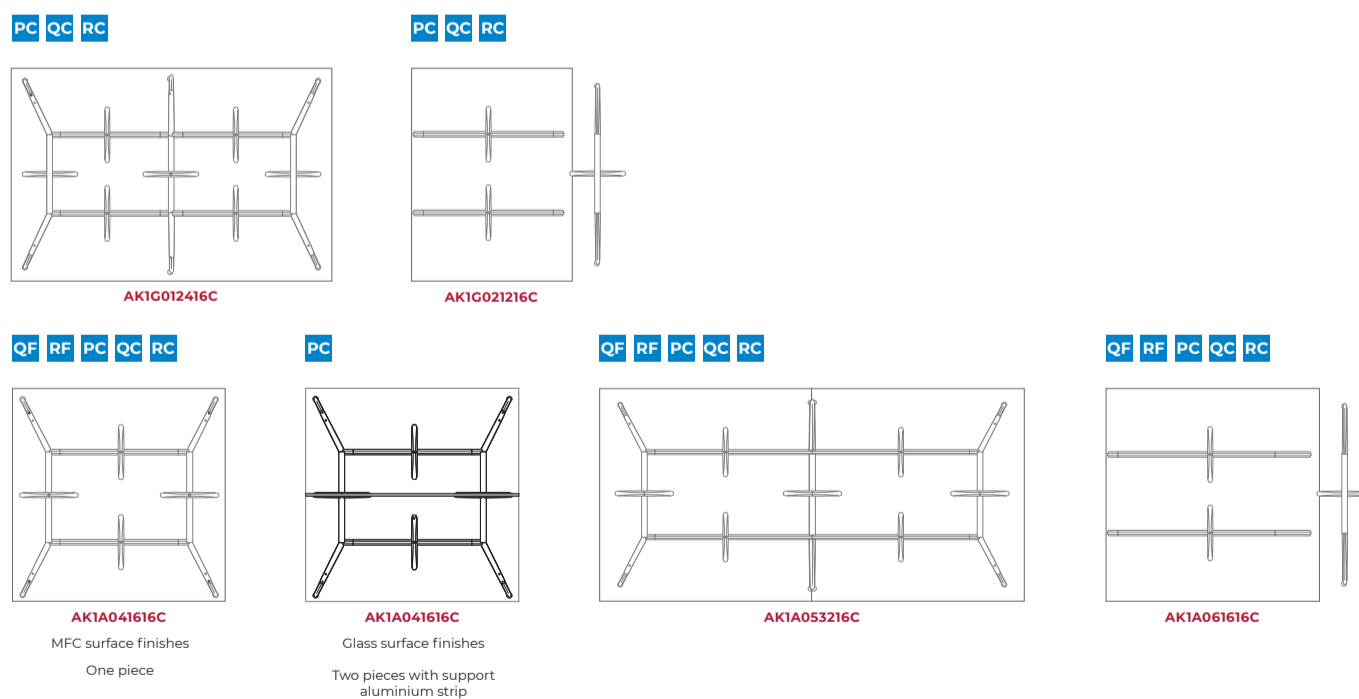 PC QC RC
PC QC RC
AK1G012416C
AK1G021216C
QF RF PC QC RC
PC
QF RF PC QC RC
QF RF PC QC RC
AK1A041616C
AK1A041616C
AK1A053216C
AK1A061616C
MFC surface finishes
Glass surface finishes
One piece
Two pieces with support
aluminium strip